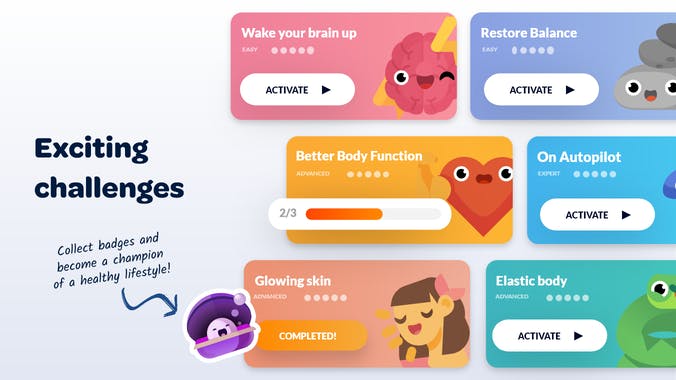 Wake your brain up
EASY
ACTIVATE
Restore Balance
EASY
ACTIVATE
Exciting
challenges
Better Body Function
ADVANCED
2/3
On Autopilot
EXPERT
ACTIVATE
Collect badges and
become a champion
of a healthy lifestyle!
Glowing skin
ADVANCED
COMPLETED!
Elastic body
ADVANCED
ACTIVATE